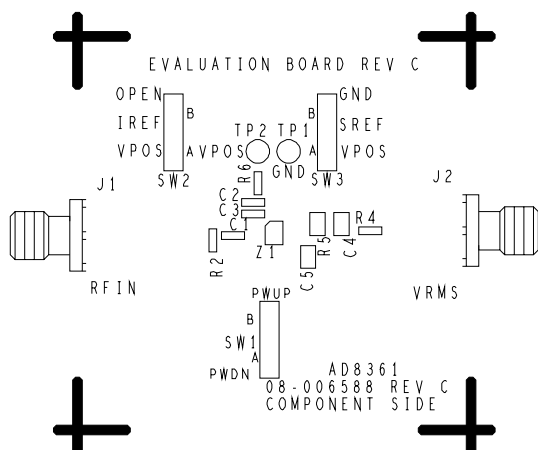 EVALUATION BOARD REV C
OPEN
GND
B
B
IREF
SREF
TP2
TP1
VPOS
A
VPOS
A
VPOS
GND
SW2
SW3
R6
J1
J2
C2
C3
C1
R4
R2
Z1
R5
C4
C5
RFIN
VRMS
PWUP
B
SW1
A
PWDN
AD8361
08-006588 REV C
COMPONENT SIDE